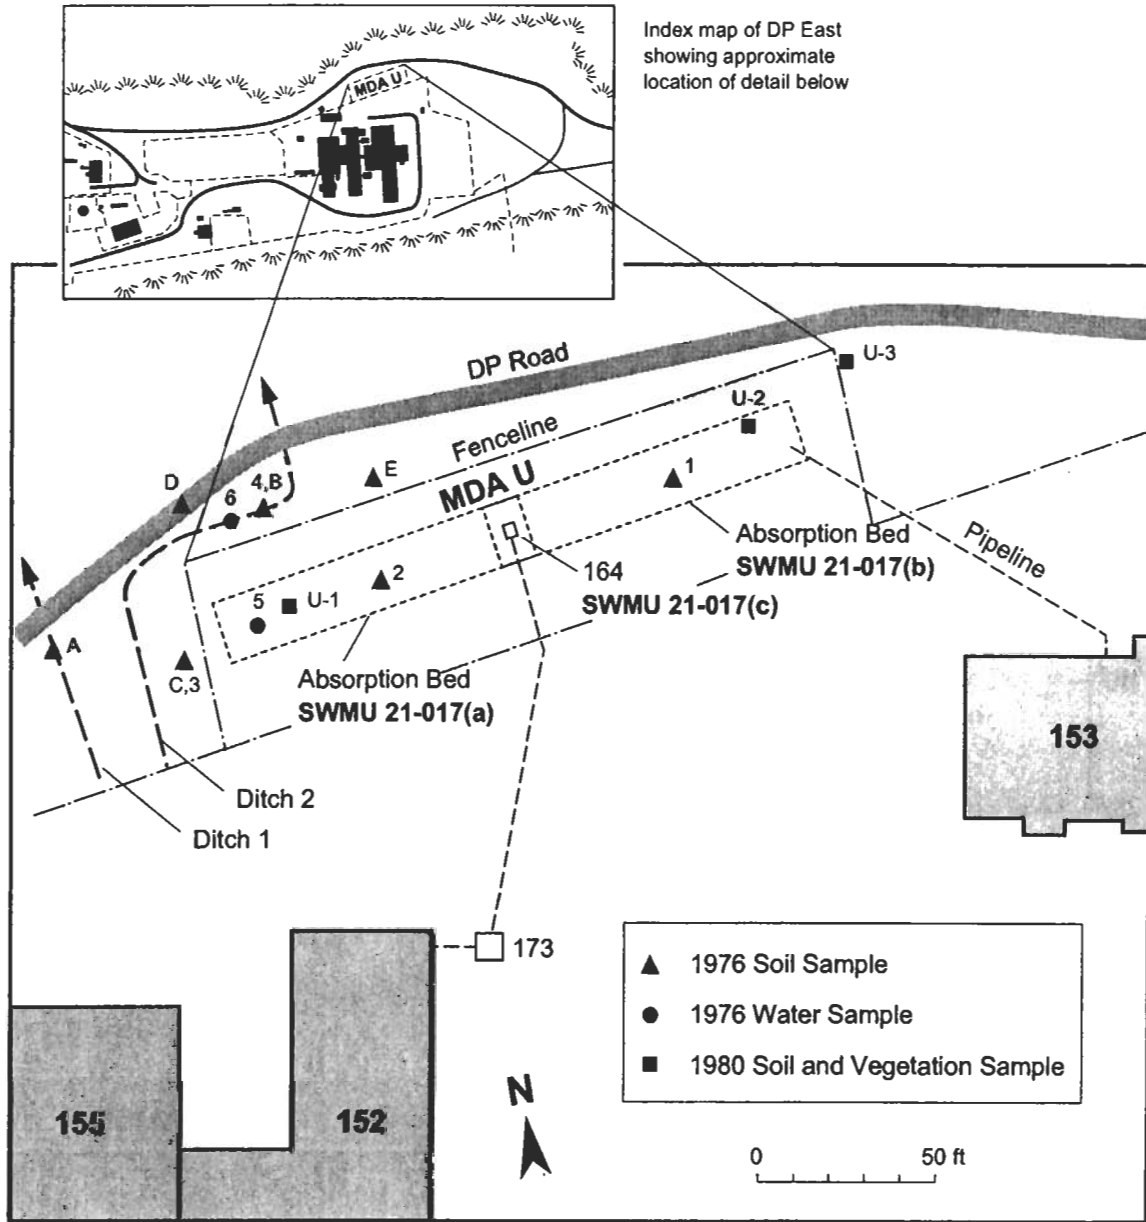 Index map of DP East
showing approximate
location of detail below
MDA U
DP Road
U-3
U-2
Fenceline
E
1
D
4,B
6
MDA U
Absorption Bed
SWMU 21-017(b)
Pipeline
164
SWMU 21-017(c)
2
5
U-1
A
C,3
Absorption Bed
SWMU 21-017(a)
153
Ditch 2
Ditch 1
173
1976 Soil Sample
1976 Water Sample
1980 Soil and Vegetation Sample
N
155
152
0
50 ft